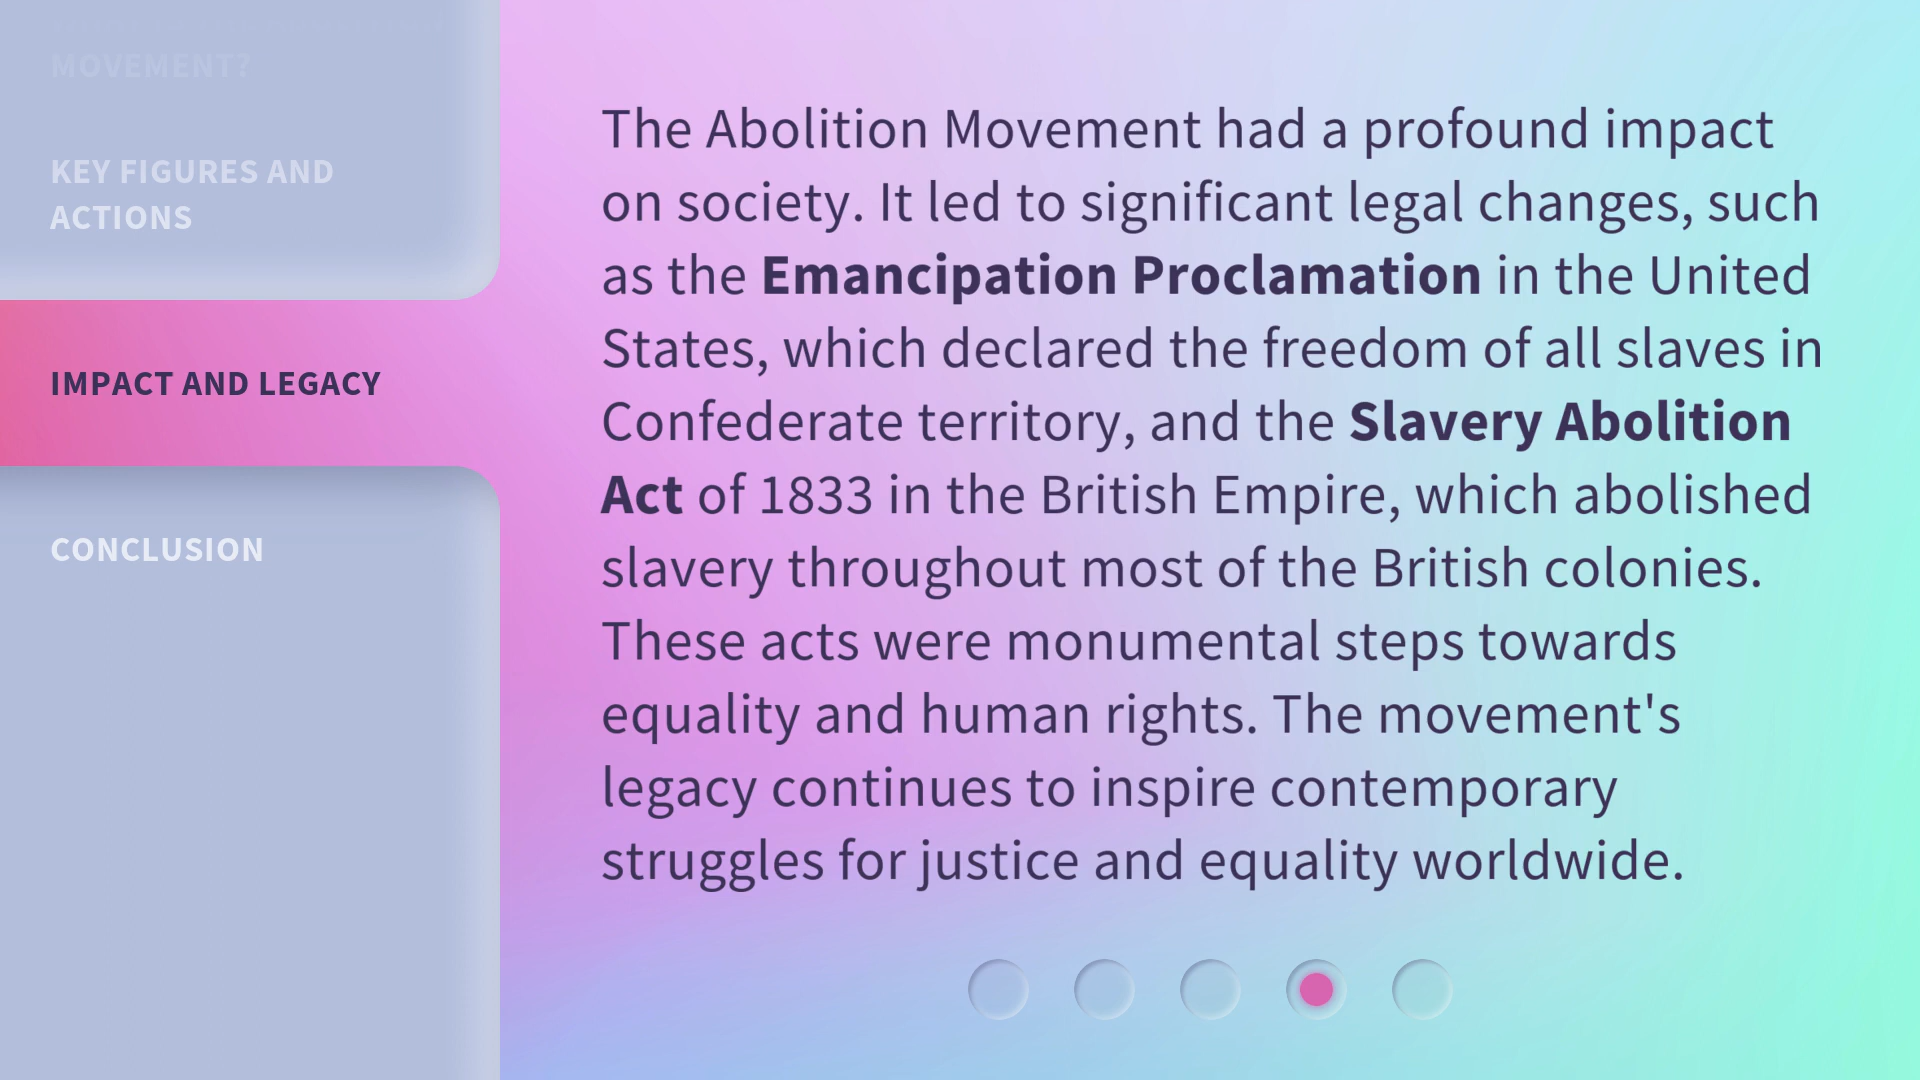 MOVEMENT?
KEY FIGURES AND
ACTIONS
IMPACT AND LEGACY
CONCLUSION
The Abolition Movement had a profound impact
on society. It led to significant legal changes, such
as the Emancipation Proclamation in the United
States, which declared the freedom of all slaves in
Confederate territory, and the Slavery Abolition
Act of 1833 in the British Empire, which abolished
slavery throughout most of the British colonies.
These acts were monumental steps towards
equality and human rights. The movement's
legacy continues to inspire contemporary
struggles for justice and equality worldwide.